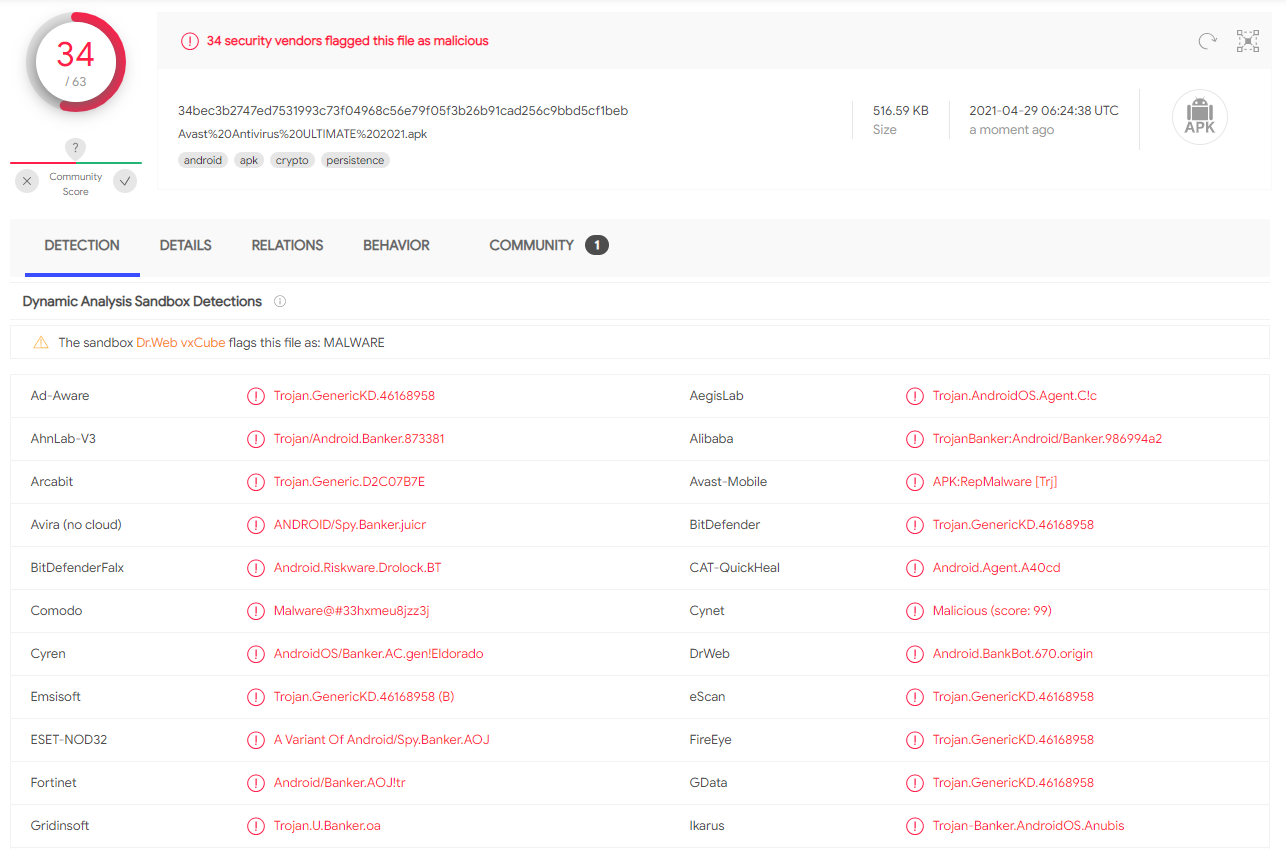 34
/ 63
34 security vendors flagged this file as malicious
34bec3b2747ed7531993c73f04968c56e79f05f3b26b91cad256c9bbd5cf1beb
Avast%20Antivirus%20ULTIMATE%202021.apk
android apk crypto persistence
516.59 KB
Size
2021-04-29 06:24:38 UTC
a moment ago
APK
?
Community
Score
DETECTION DETAILS RELATIONS BEHAVIOR COMMUNITY 1
Dynamic Analysis Sandbox Detections
The sandbox Dr.Web vxCube flags this file as: MALWARE
Ad-Aware Trojan.GenericKD.46168958 AegisLab Trojan.AndroidOS.Agent.C!c
AhnLab-V3 Trojan/Android.Banker.873381 Alibaba TrojanBanker:Android/Banker.986994a2
Arcabit Trojan.Generic.D2C07B7E Avast-Mobile APK:RepMalware [Trj]
Avira (no cloud) ANDROID/Spy.Banker.juicr BitDefender Trojan.GenericKD.46168958
BitDefenderFalx Android.Riskware.Drolock.BT CAT-QuickHeal Android.Agent.A40cd
Comodo Malware@#33hxmeu8jzz3j Cynet Malicious (score: 99)
Cyren AndroidOS/Banker.AC.gen!Eldorado DrWeb Android.BankBot.670.origin
Emsisoft Trojan.GenericKD.46168958 (B) eScan Trojan.GenericKD.46168958
ESET-NOD32 A Variant Of Android/Spy.Banker.AOJ FireEye Trojan.GenericKD.46168958
Fortinet Android/Banker.AOJ!tr GData Trojan.GenericKD.46168958
Gridinsoft Trojan.U.Banker.oa Ikarus Trojan-Banker.AndroidOS.Anubis